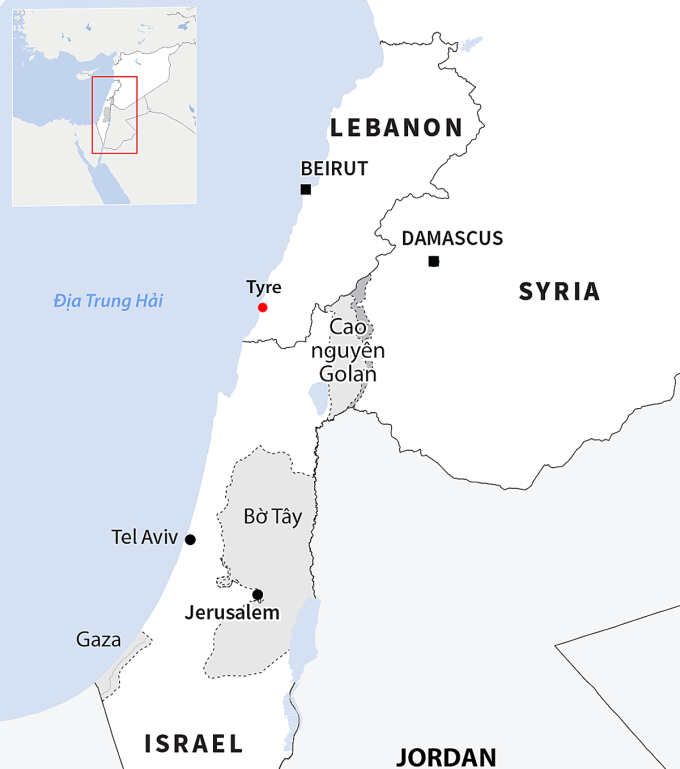 LEBANON
BEIRUT
DAMASCUS
Địa Trung Hải
Tyre
SYRIA
Cao
nguyên
Golan
Bờ Tây
Tel Aviv
Jerusalem
Gaza
ISRAEL
JORDAN